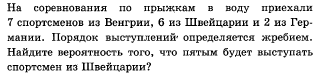 На соревнования по прыжкам в воду приехали
7 спортсменов из Венгрии, 6 из Швейцарии и 2 из Гер-
мании. Порядок выступлений определяется жребием.
Найдите вероятность того, что пятым будет выступать
спортсмен из Швейцарии?